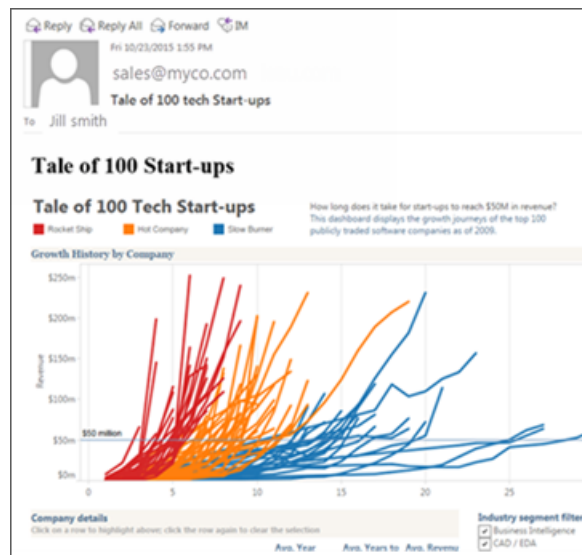 Reply Reply All Forward IM
Fri 10/23/2015 1:55 PM
sales@myco.com
Tale of 100 tech Start-ups
To Jill smith
Tale of 100 Start-ups
Tale of 100 Tech Start-ups
How long does it take for start-ups to reach $50M in revenue?
This dashboard displays the growth journeys of the top 100
publicly traded software companies as of 2009.
Rocket Ship Hot Company Slow Burner
Growth History by Company
$250m
$200m
$150m
Revenue
$100m
$50 million
$50m
$0m
0 5 10 15 20 25
Company details
Click on a row to highlight above; click the row again to clear the selection
Avg. Year Avg. Years to Avg. Revenu
Industry segment filter
Business Intelligence
CAD / EDA